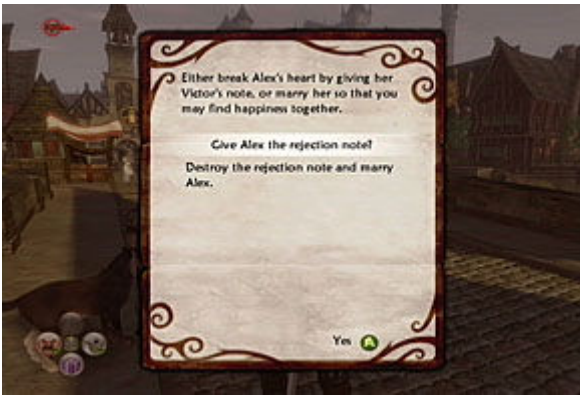 Either break Alex's heart by giving her
Victor's note, or marry her so that you
may find happiness together.
Give Alex the rejection note?
Destroy the rejection note and marry
Alex.
Yes A